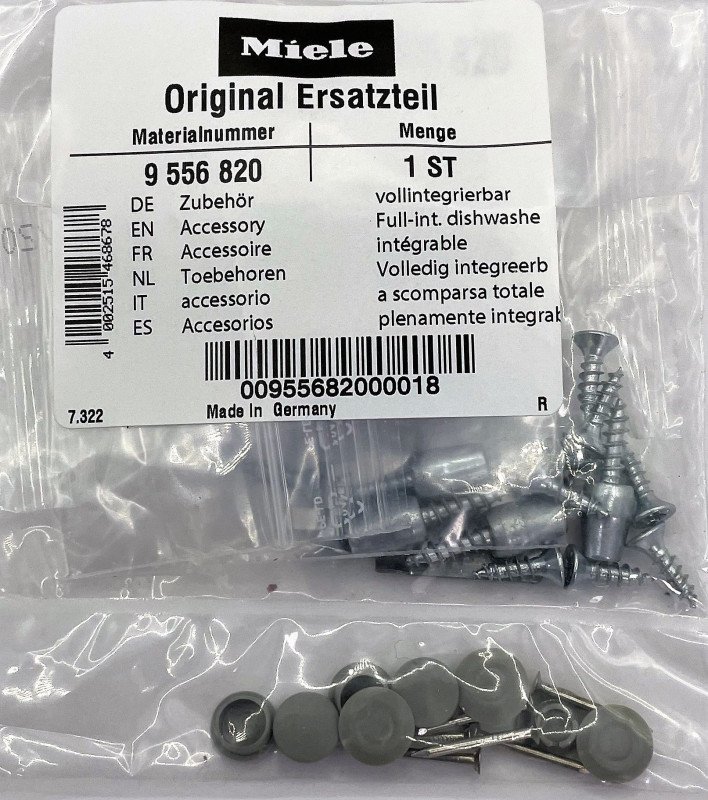 Miele
Original Ersatzteil
Materialnummer Menge
9 556 820 1 ST
DE Zubehör vollintegrierbar
EN Accessory Full-int. dishwashe
FR Accessoire intégrable
NL Toebehoren Volledig integreerb
IT accessorio a scomparsa totale
ES Accesorios plenamente integrab
4 002515 468678
00955682000018
7.322 Made In Germany R